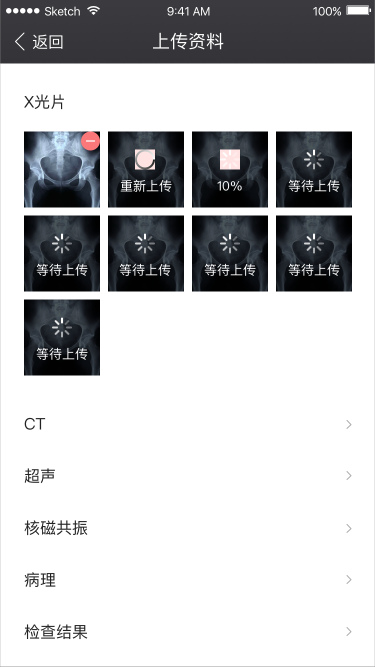 Sketch 9:41 AM 100%
返回 上传资料
X光片
重新上传 10% 等待上传
等待上传 等待上传 等待上传 等待上传
等待上传
CT
超声
核磁共振
病理
检查结果